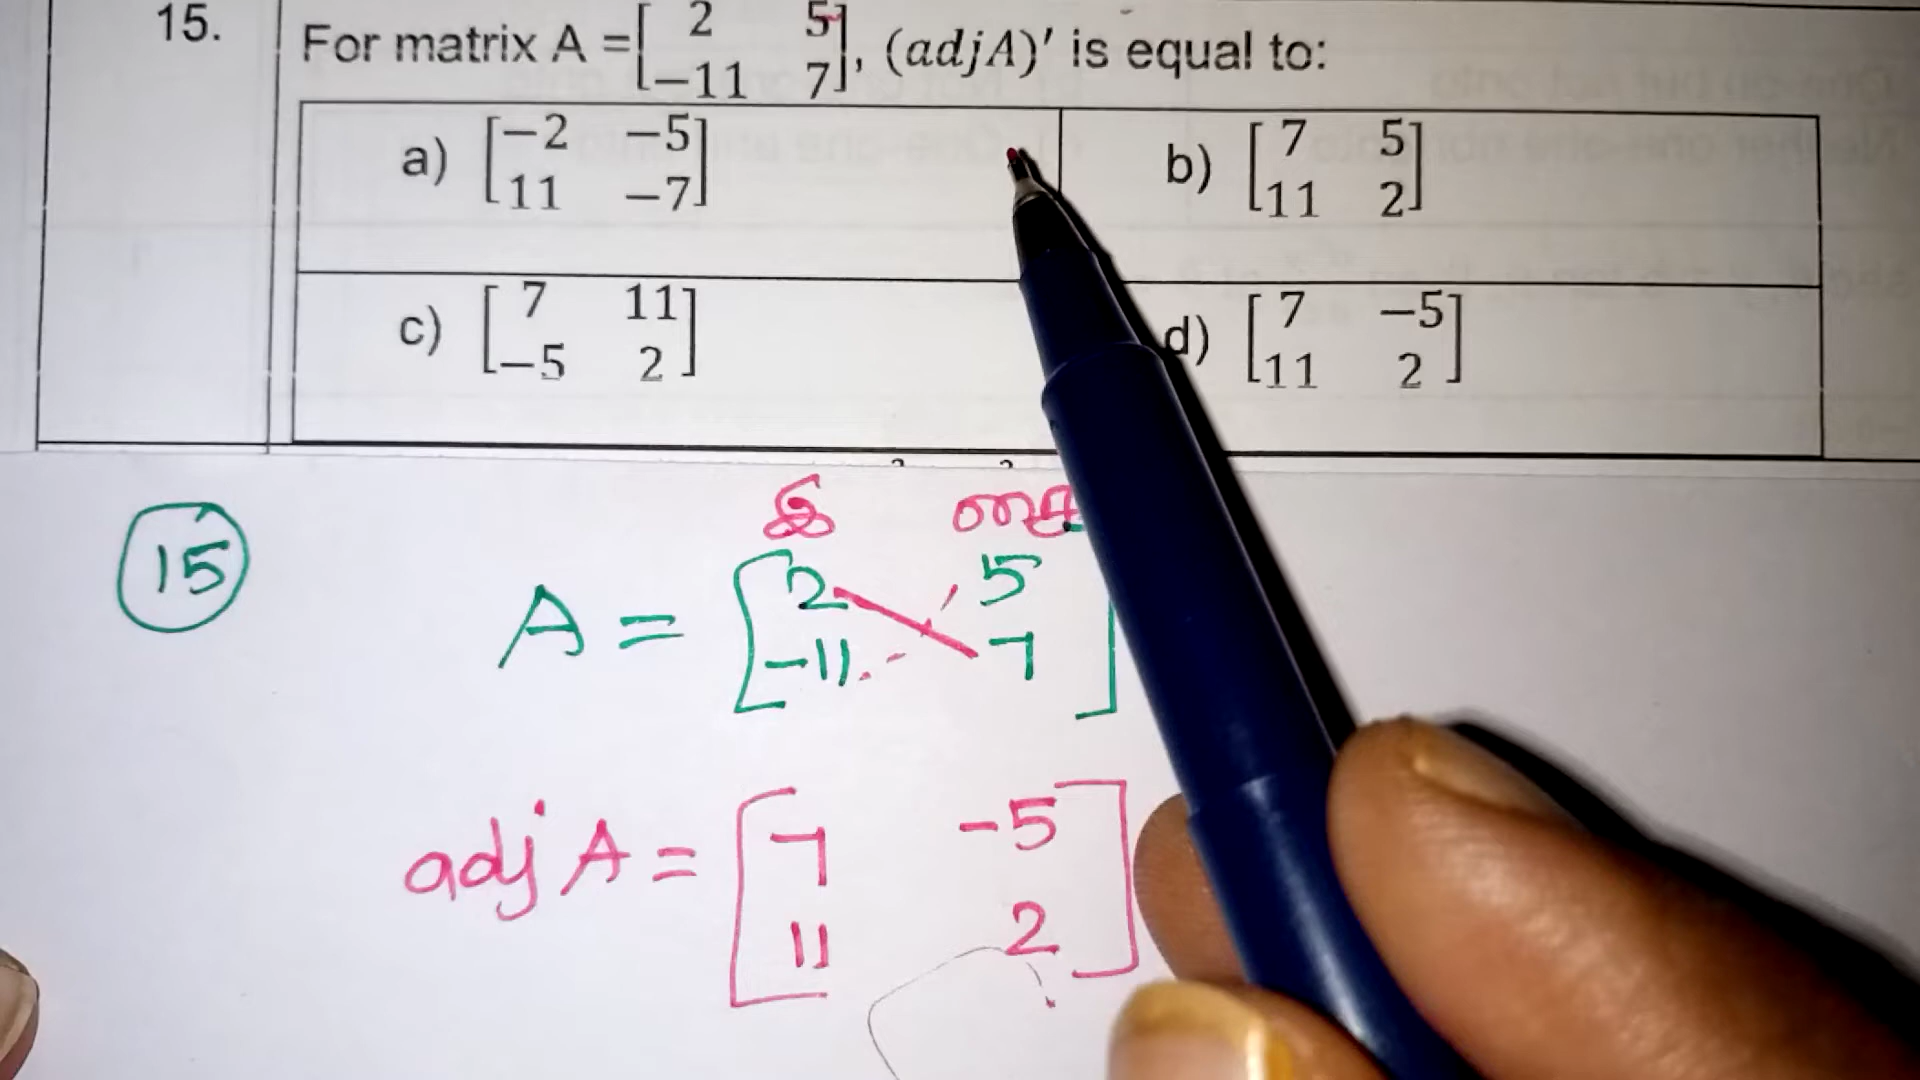 15.
For matrix A = [2 5
-11 7], (adjA)′ is equal to:
a) [-2 -5
11 -7]
b) [7 5
11 2]
c) [7 11
-5 2]
d) [7 -5
11 2]
15
A = [2 5
-11 7]
adj A = [7 -5
11 2]